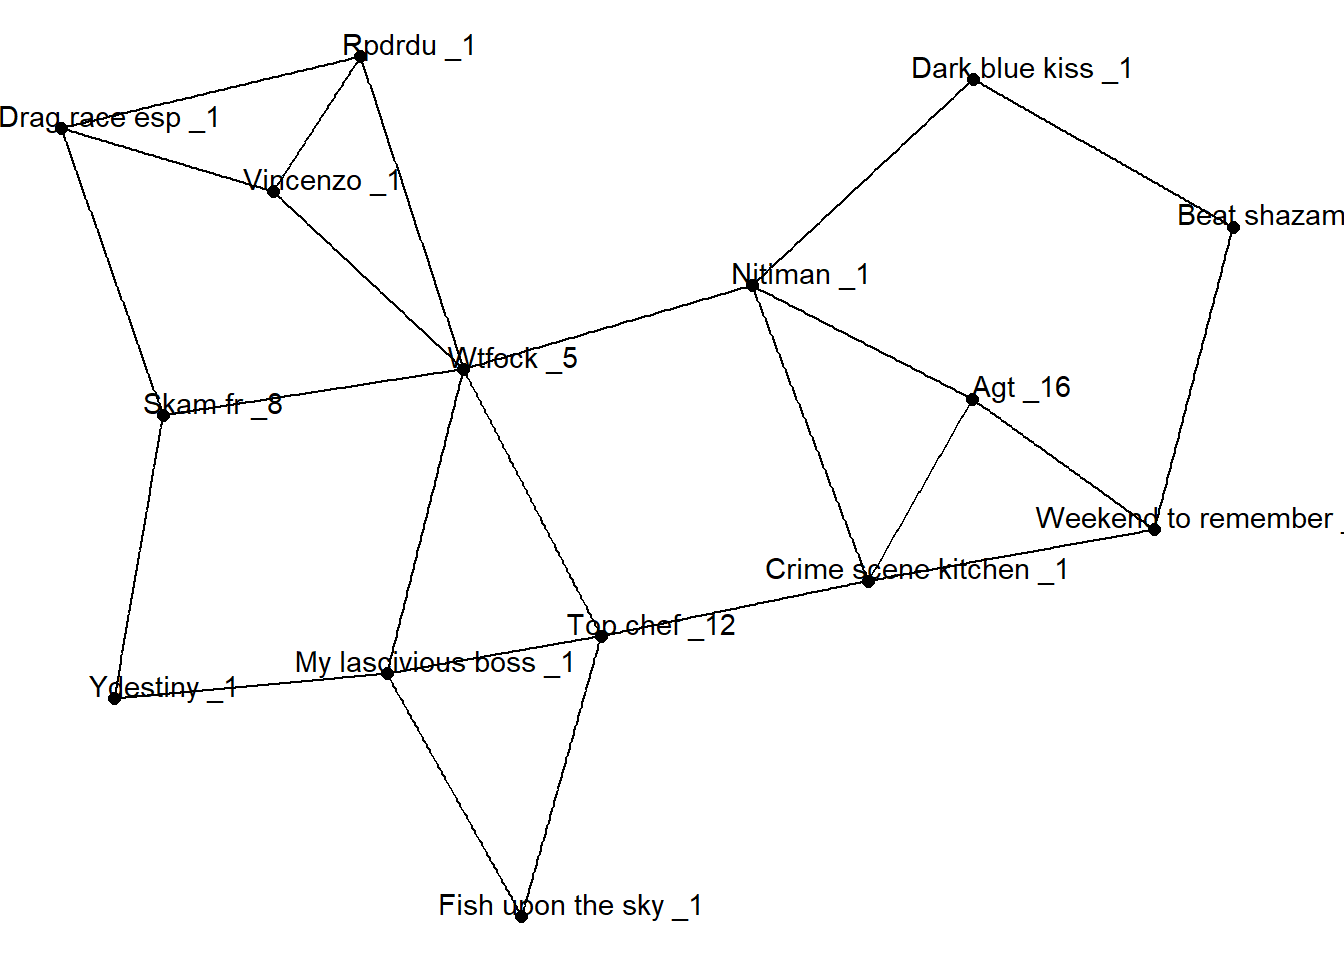 Rpdrdu _1
Dark blue kiss _1
Drag race esp _1
Vincenzo _1
Beat shazam
Nitlman _1
Wtfock _5
Agt _16
Skam fr _8
Weekend to remember _
Crime scene kitchen _1
Top chef _12
My lascivious boss _1
Ydestiny _1
Fish upon the sky _1